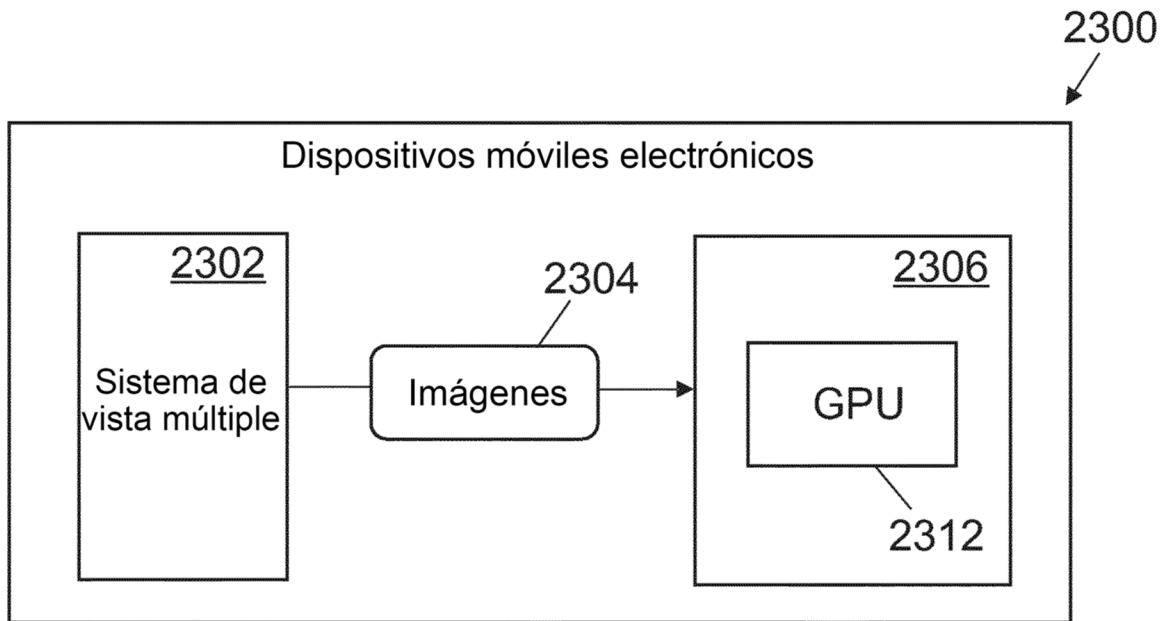 2300
Dispositivos móviles electrónicos
2302
2304
2306
Sistema de
vista múltiple
Imágenes
GPU
2312